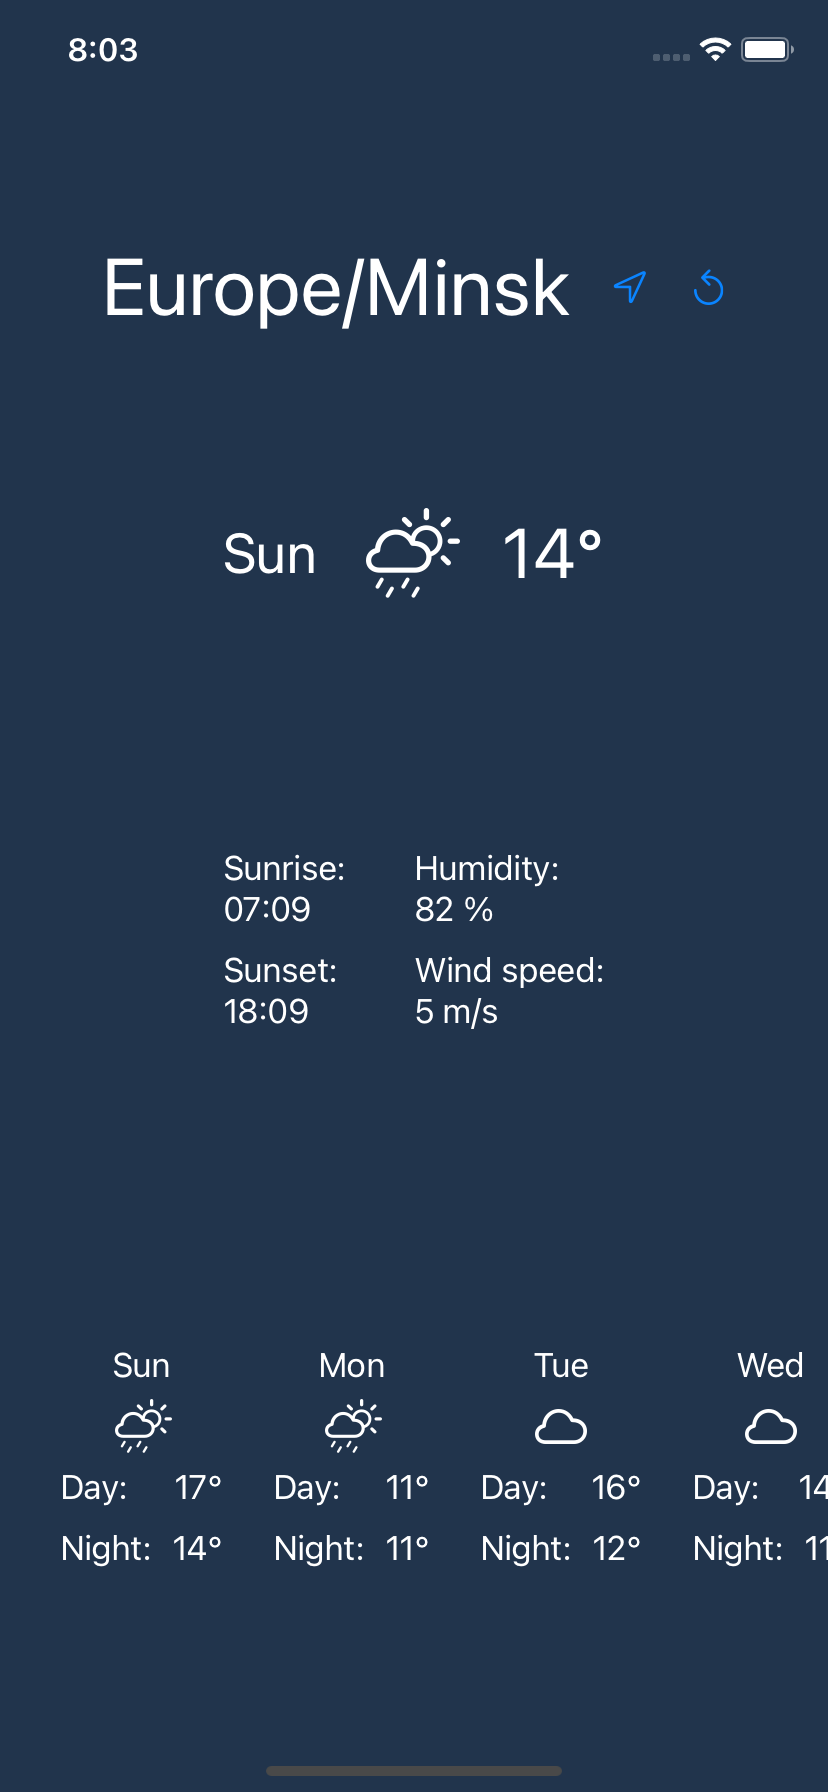 8:03
Europe/Minsk
Sun 14°
Sunrise: Humidity:
07:09 82 %
Sunset: Wind speed:
18:09 5 m/s
Sun Mon Tue Wed
Day: 17° Day: 11° Day: 16° Day: 14
Night: 14° Night: 11° Night: 12° Night: 11